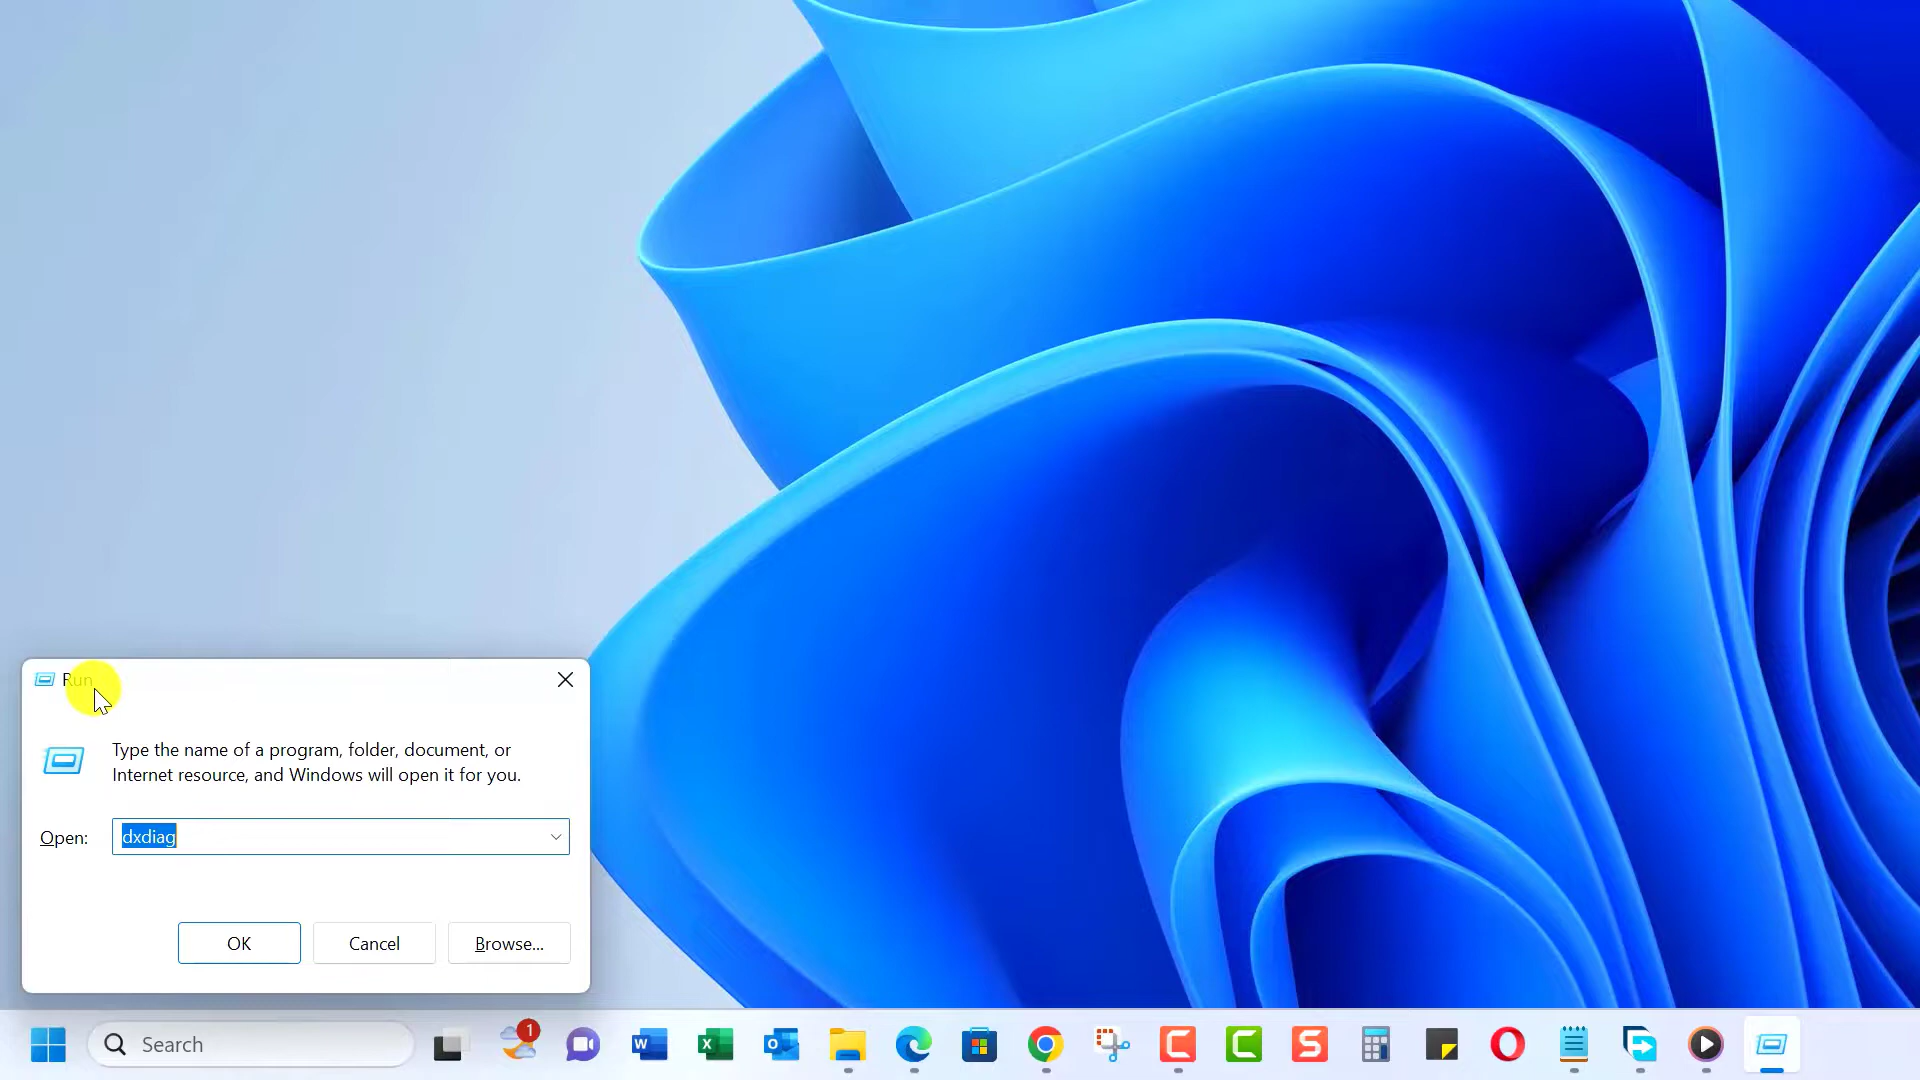 Run
Type the name of a program, folder, document, or
Internet resource, and Windows will open it for you.
Open: dxdiag
OK Cancel Browse...
Search 1 W X O C C S